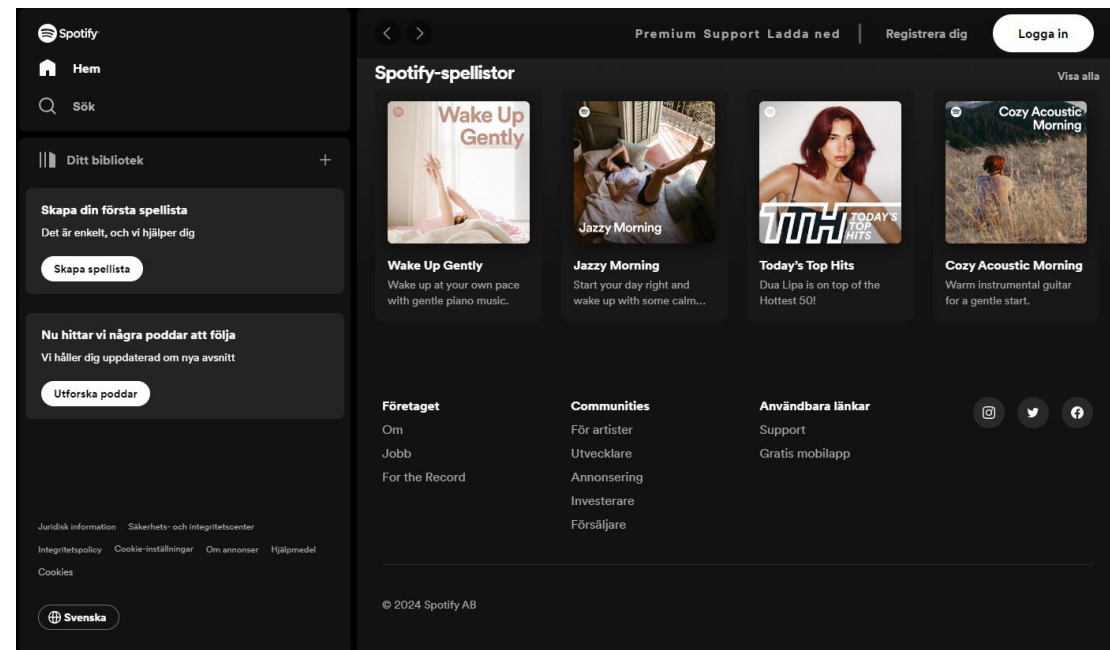 Spotify
Hem
Sök
Ditt bibliotek
Skapa din första spellista
Det är enkelt, och vi hjälper dig
Skapa spellista
Nu hittar vi några poddar att följa
Vi håller dig uppdaterad om nya avsnitt
Utforska poddar
Juridisk information Säkerhets- och integritetscenter
Integritetspolicy Cookie-inställningar Om annonser Hjälpmedel
Cookies
Svenska
Premium Support Ladda ned Registrera dig Logga in
Spotify-spellistor
Visa alla
Wake Up
Gently
Wake Up Gently
Wake up at your own pace
with gentle piano music.
Jazzy Morning
Jazzy Morning
Start your day right and
wake up with some calm...
TTH TODAY'S
TOP
HITS
Today's Top Hits
Dua Lipa is on top of the
Hottest 50!
Cozy Acoustic
Morning
Cozy Acoustic Morning
Warm instrumental guitar
for a gentle start.
Företaget
Om
Jobb
For the Record
Communities
För artister
Utvecklare
Annonsering
Investerare
Försäljare
Användbara länkar
Support
Gratis mobilapp
© 2024 Spotify AB